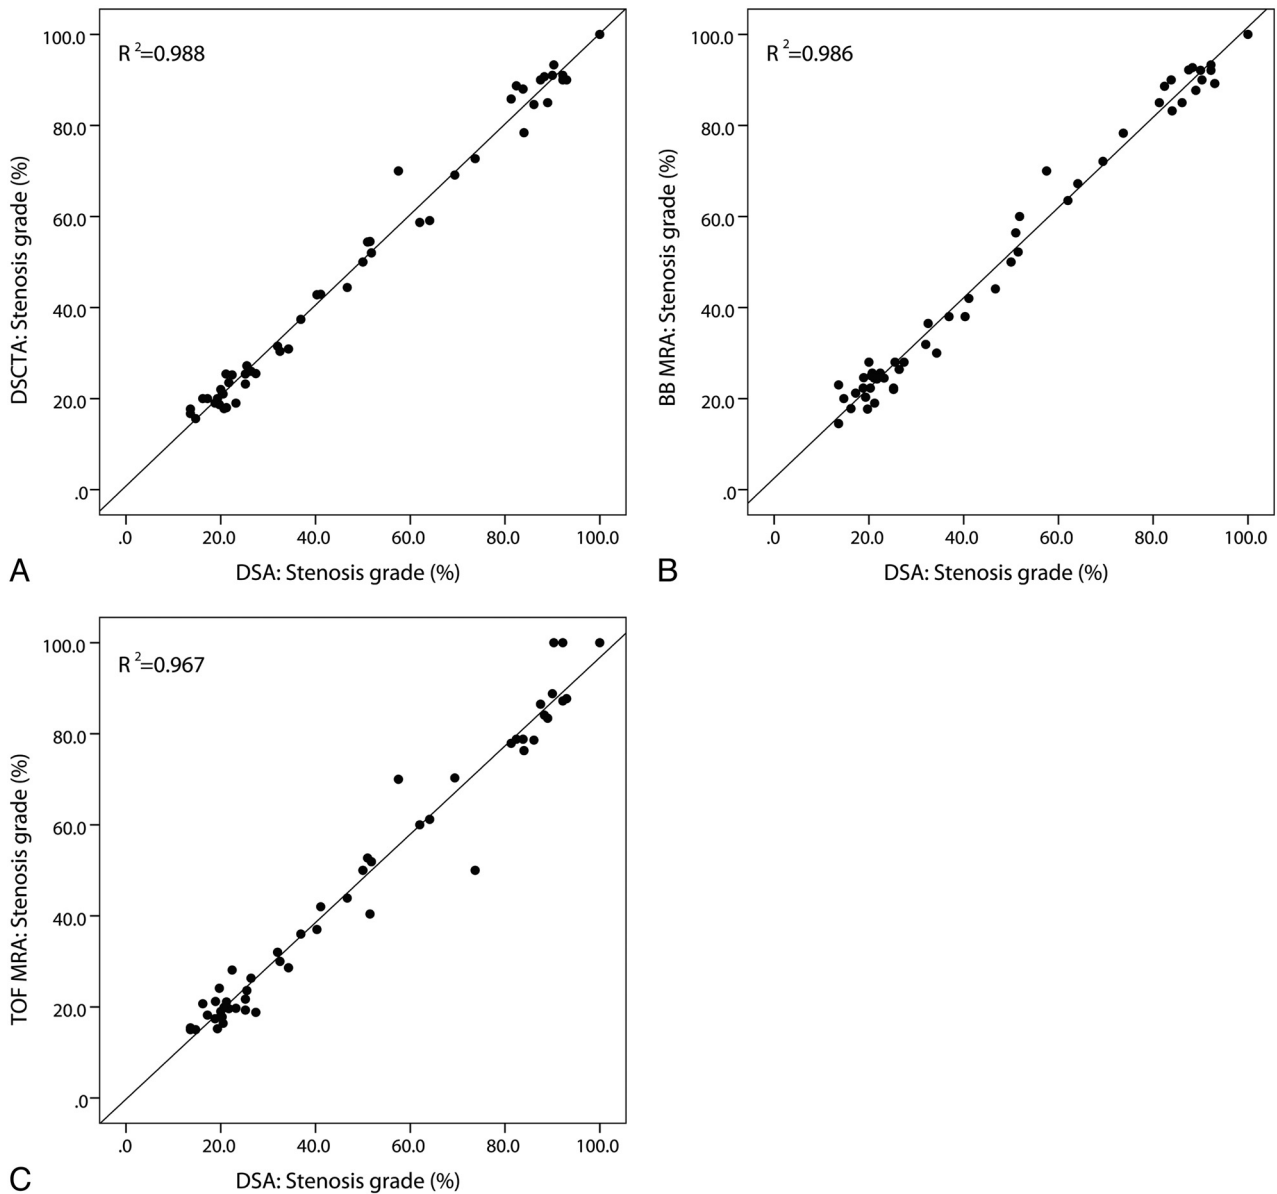 100.0
80.0
60.0
40.0
20.0
.0
R²=0.988
DSCTA: Stenosis grade (%)
.0 20.0 40.0 60.0 80.0 100.0
DSA: Stenosis grade (%)
A
100.0
80.0
60.0
40.0
20.0
.0
R²=0.986
BB MRA: Stenosis grade (%)
.0 20.0 40.0 60.0 80.0 100.0
DSA: Stenosis grade (%)
B
100.0
80.0
60.0
40.0
20.0
.0
R²=0.967
TOF MRA: Stenosis grade (%)
.0 20.0 40.0 60.0 80.0 100.0
DSA: Stenosis grade (%)
C